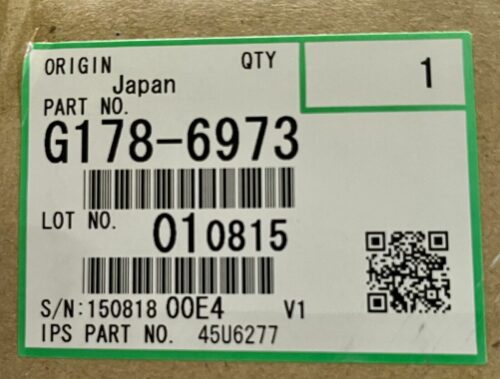 ORIGIN QTY 1
Japan
PART NO.
G178-6973
LOT NO. 010815
S/N:150818 00E4 V1
IPS PART NO. 45U6277